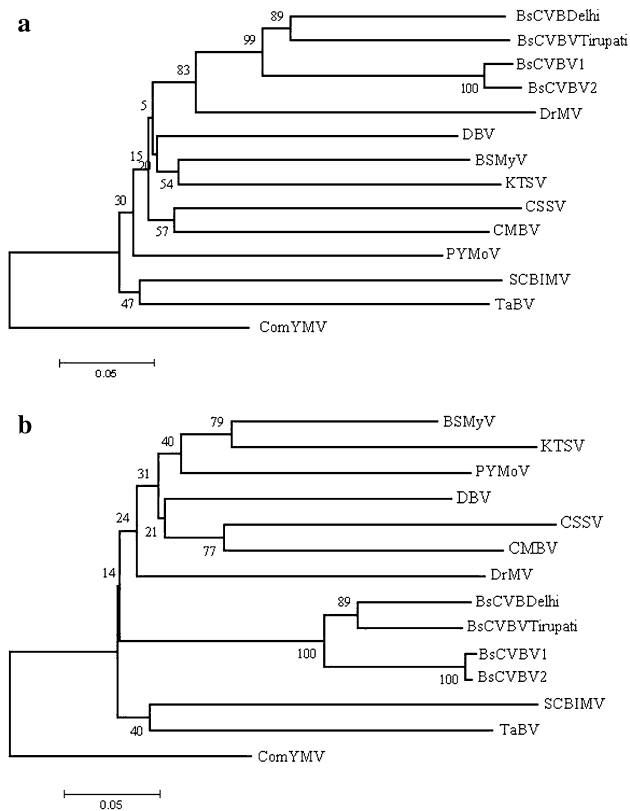 a
BsCVBDelhi
89
BsCVBVTirupati
99
BsCVBV1
83
100
BsCVBV2
5
DrMV
DBV
15
BSMyV
20
54
KTSV
30
CSSV
57
CMBV
PYMoV
SCBIMV
47
TaBV
ComYMV
0.05
b
79
BSMyV
40
KTSV
31
PYMoV
DBV
24
21
CSSV
77
CMBV
14
DrMV
89
BsCVBDelhi
BsCVBVTirupati
100
BsCVBV1
100
BsCVBV2
SCBIMV
40
TaBV
ComYMV
0.05